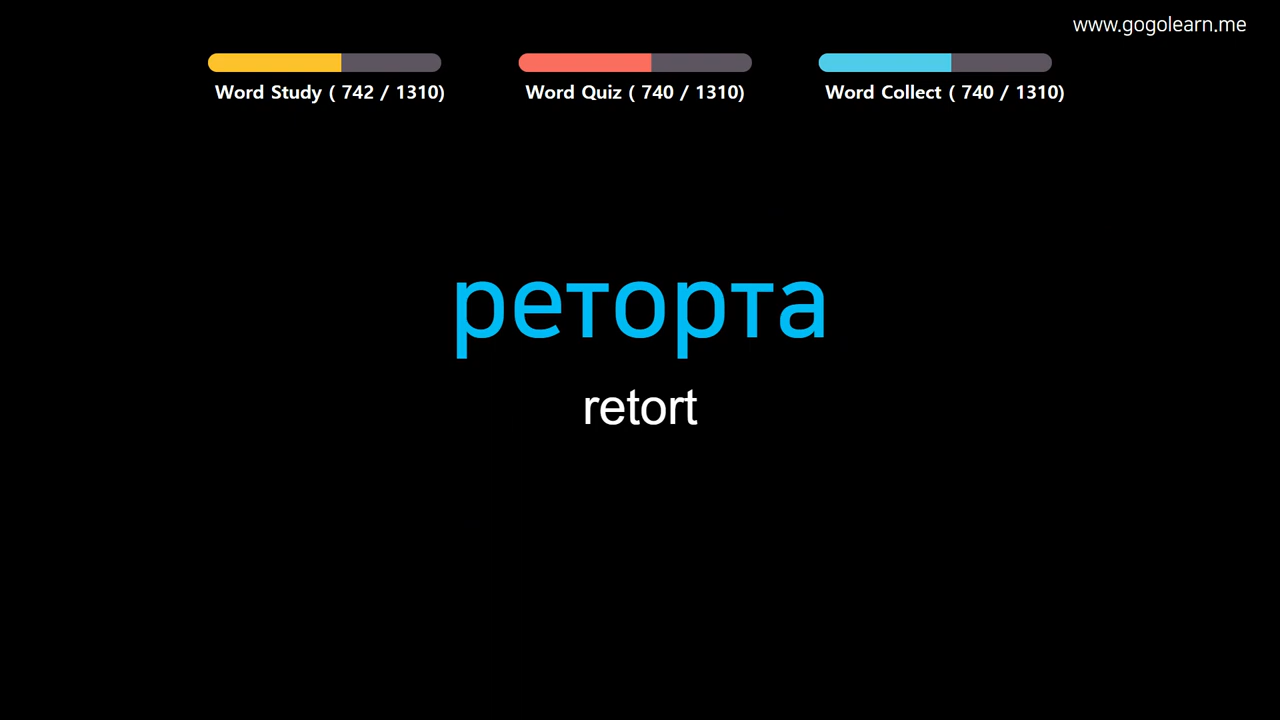 www.gogolearn.me
Word Study ( 742 / 1310)
Word Quiz ( 740 / 1310)
Word Collect ( 740 / 1310)
реторта
retort